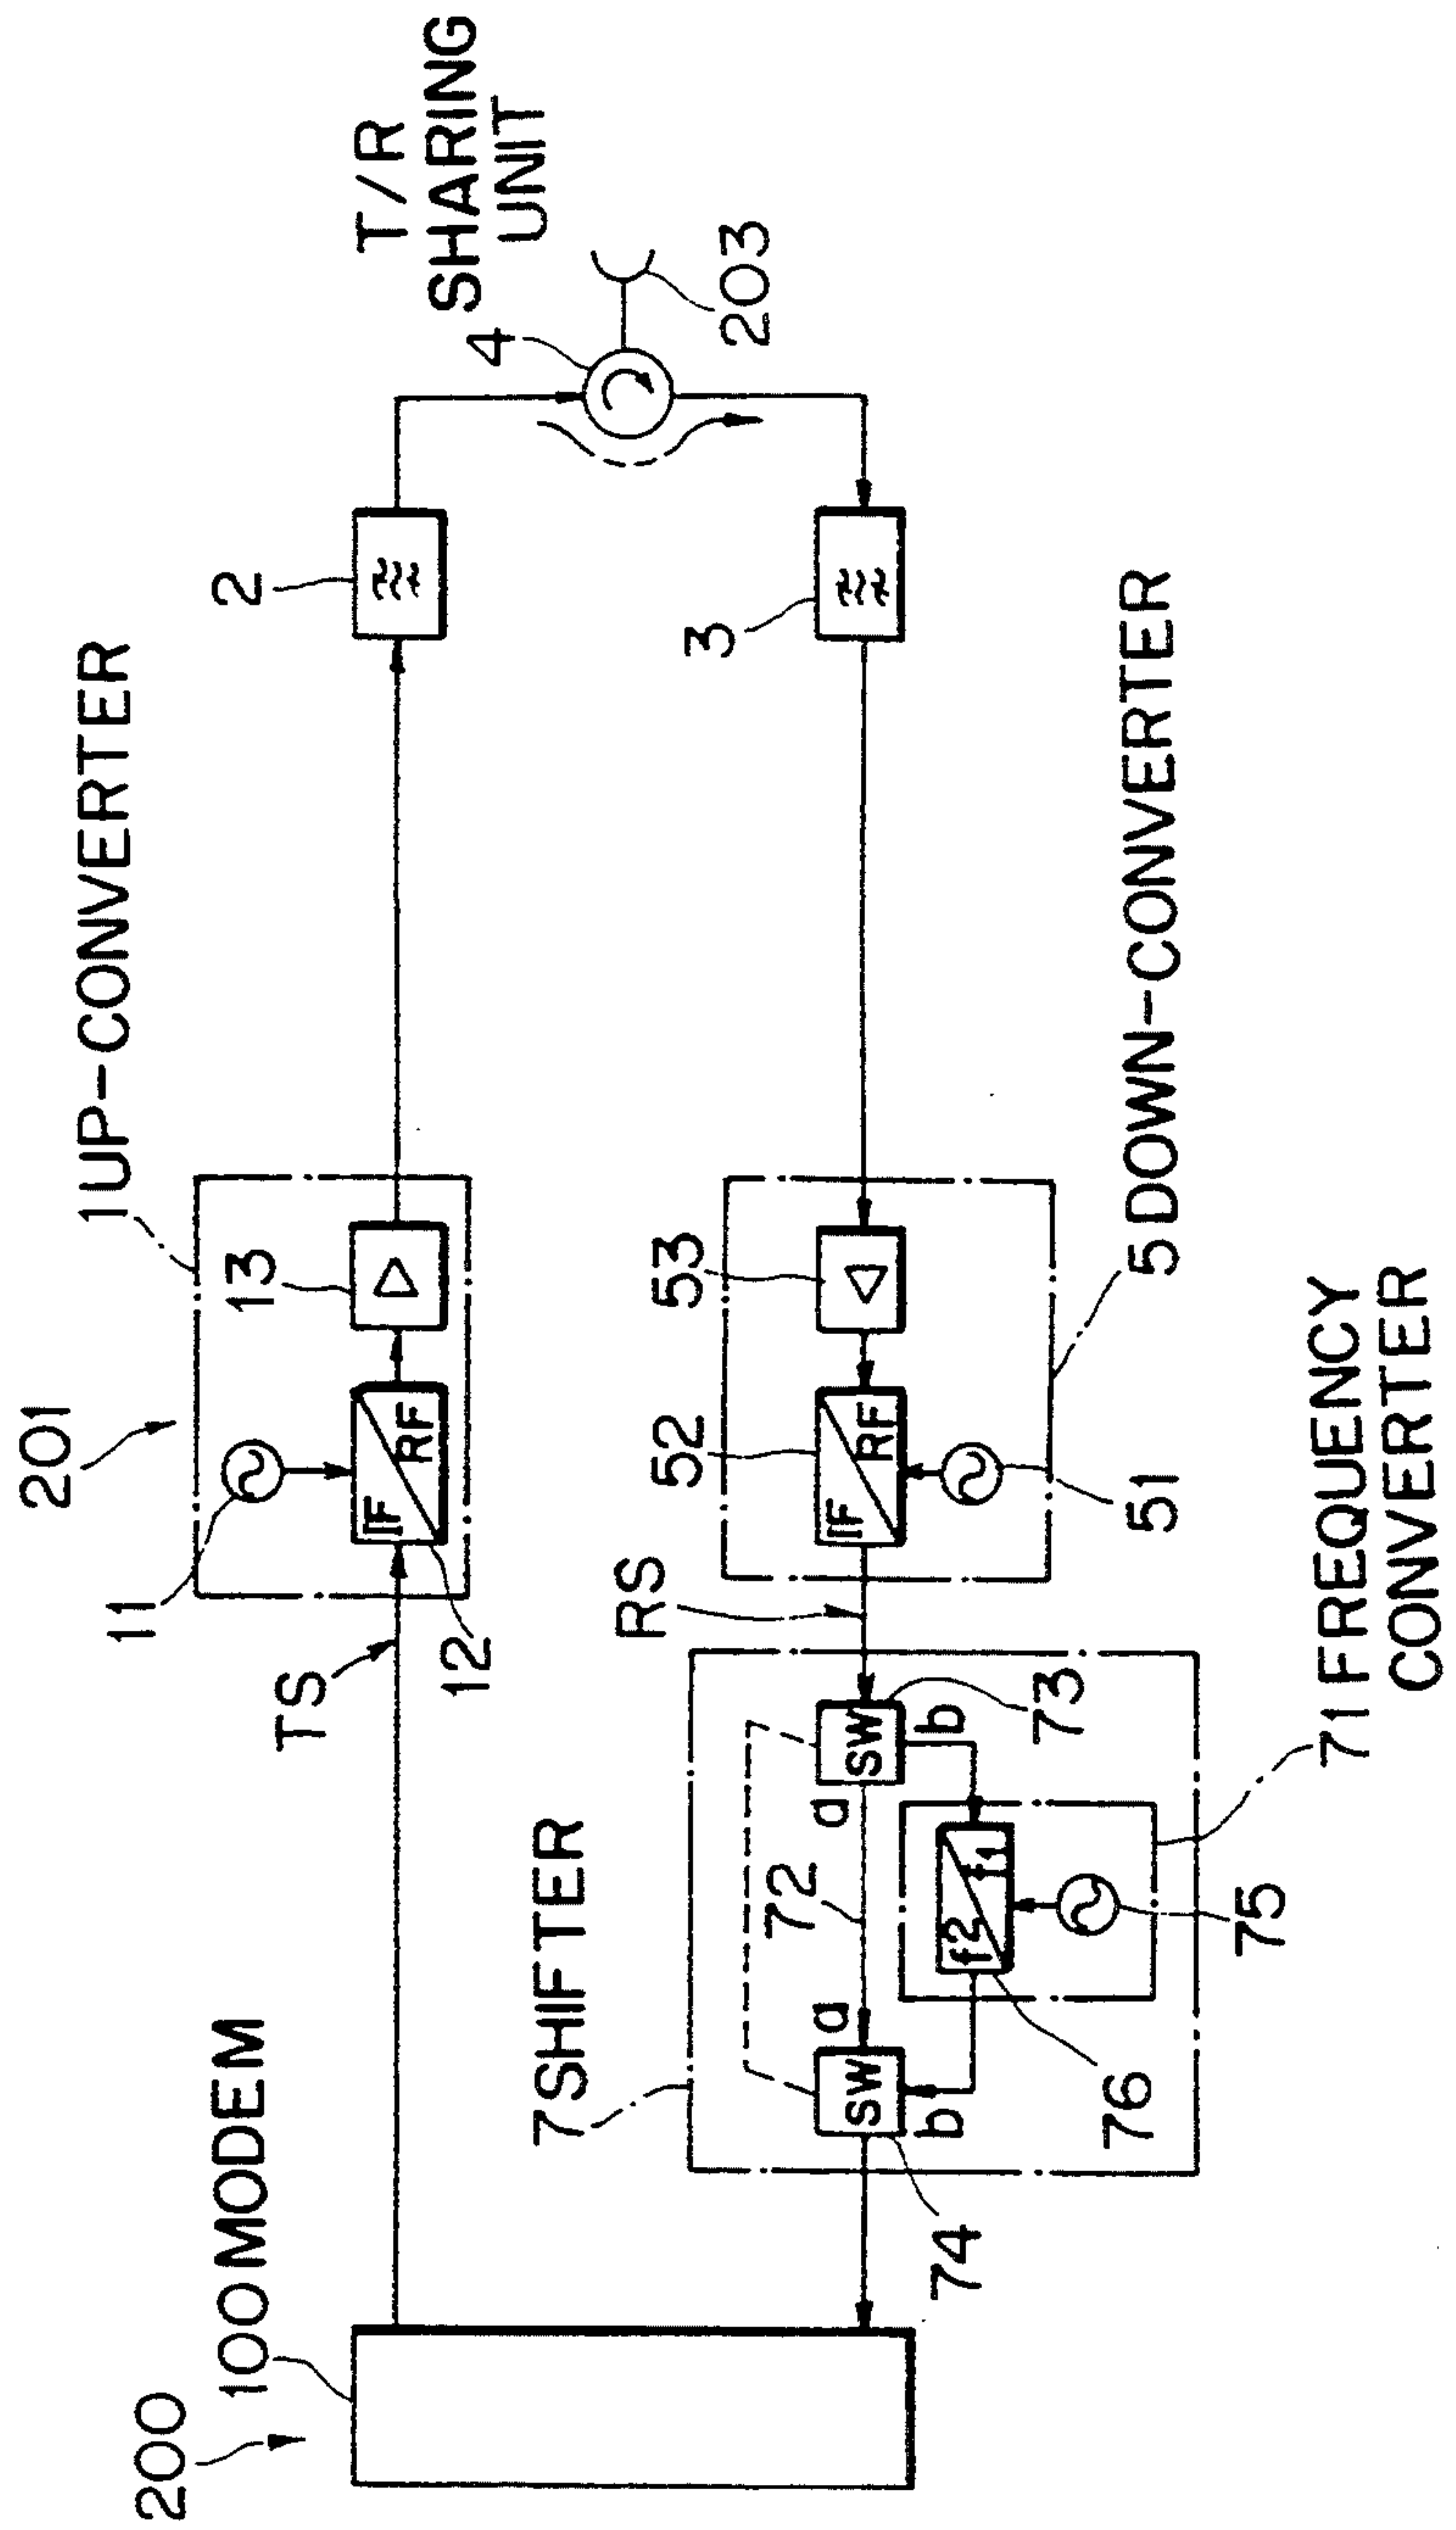 201
1 UP-CONVERTER
T/R
SHARING
UNIT
200
100 MODEM
TS
11
12
IF
RF
13
2
4
203
7 SHIFTER
RS
52
53
3
IF
RF
51
5 DOWN-CONVERTER
74
SW
a
b
72
a
SW
b
73
f2
f1
76
75
71 FREQUENCY
CONVERTER